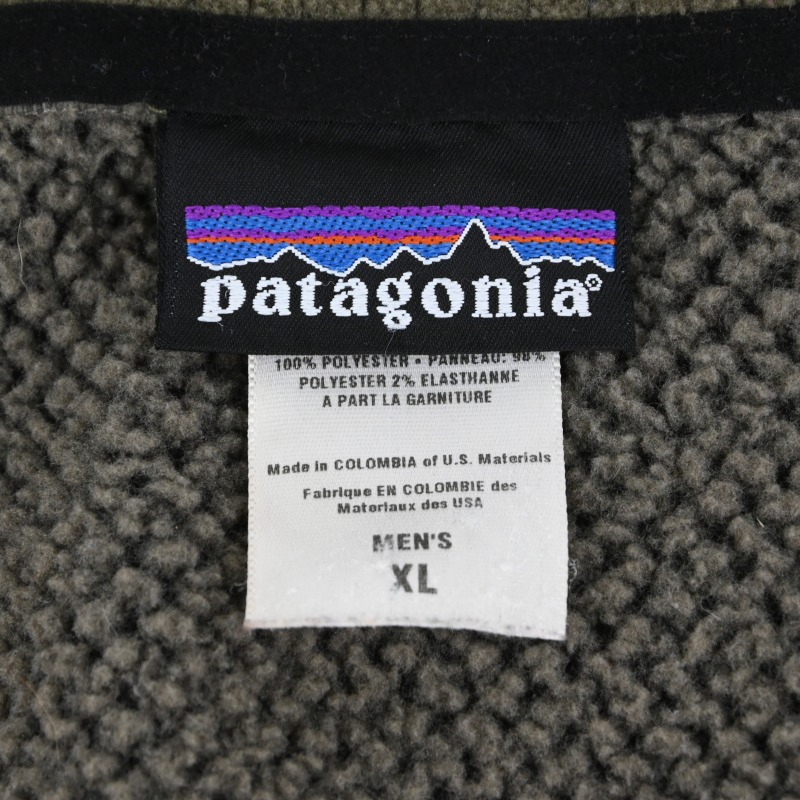 patagonia®
100% POLYESTER • PANNEAU: 98%
POLYESTER 2% ELASTHANNE
A PART LA GARNITURE
Made in COLOMBIA of U.S. Materials
Fabrique EN COLOMBIE des
Materiaux des USA
MEN'S
XL